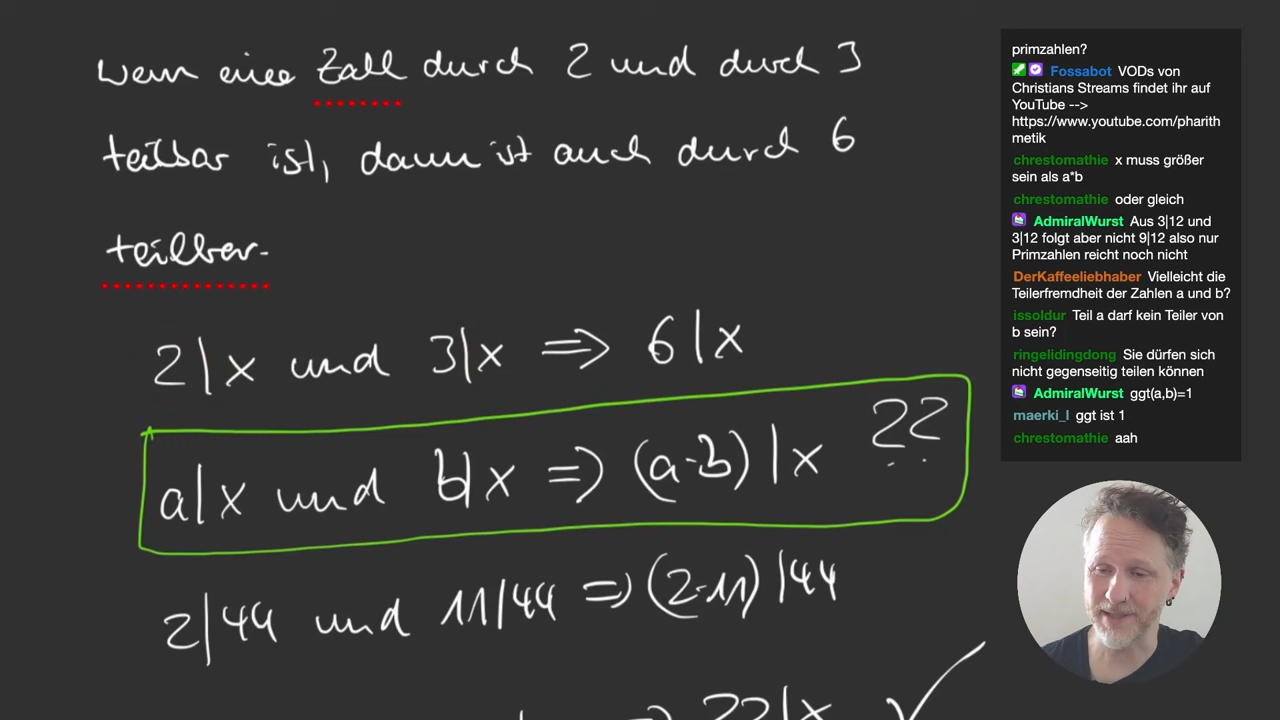 wenn eine Zahl durch 2 und durch 3
teilbar ist, dann ist auch durch 6
teilbar.
2|x und 3|x => 6|x
a|x und b|x => (a·b)|x ??
2|44 und 11|44 => (2·11)|44
=> 22|x ✓
primzahlen?
Fossabot VODs von
Christians Streams findet ihr auf
YouTube -->
https://www.youtube.com/pharith
metik
chrestomathie x muss größer
sein als a*b
chrestomathie oder gleich
AdmiralWurst Aus 3|12 und
3|12 folgt aber nicht 9|12 also nur
Primzahlen reicht noch nicht
DerKaffeeliebhaber Vielleicht die
Teilerfremdheit der Zahlen a und b?
issoldur Teil a darf kein Teiler von
b sein?
ringelidingdong Sie dürfen sich
nicht gegenseitig teilen können
AdmiralWurst ggt(a,b)=1
maerki_l ggt ist 1
chrestomathie aah